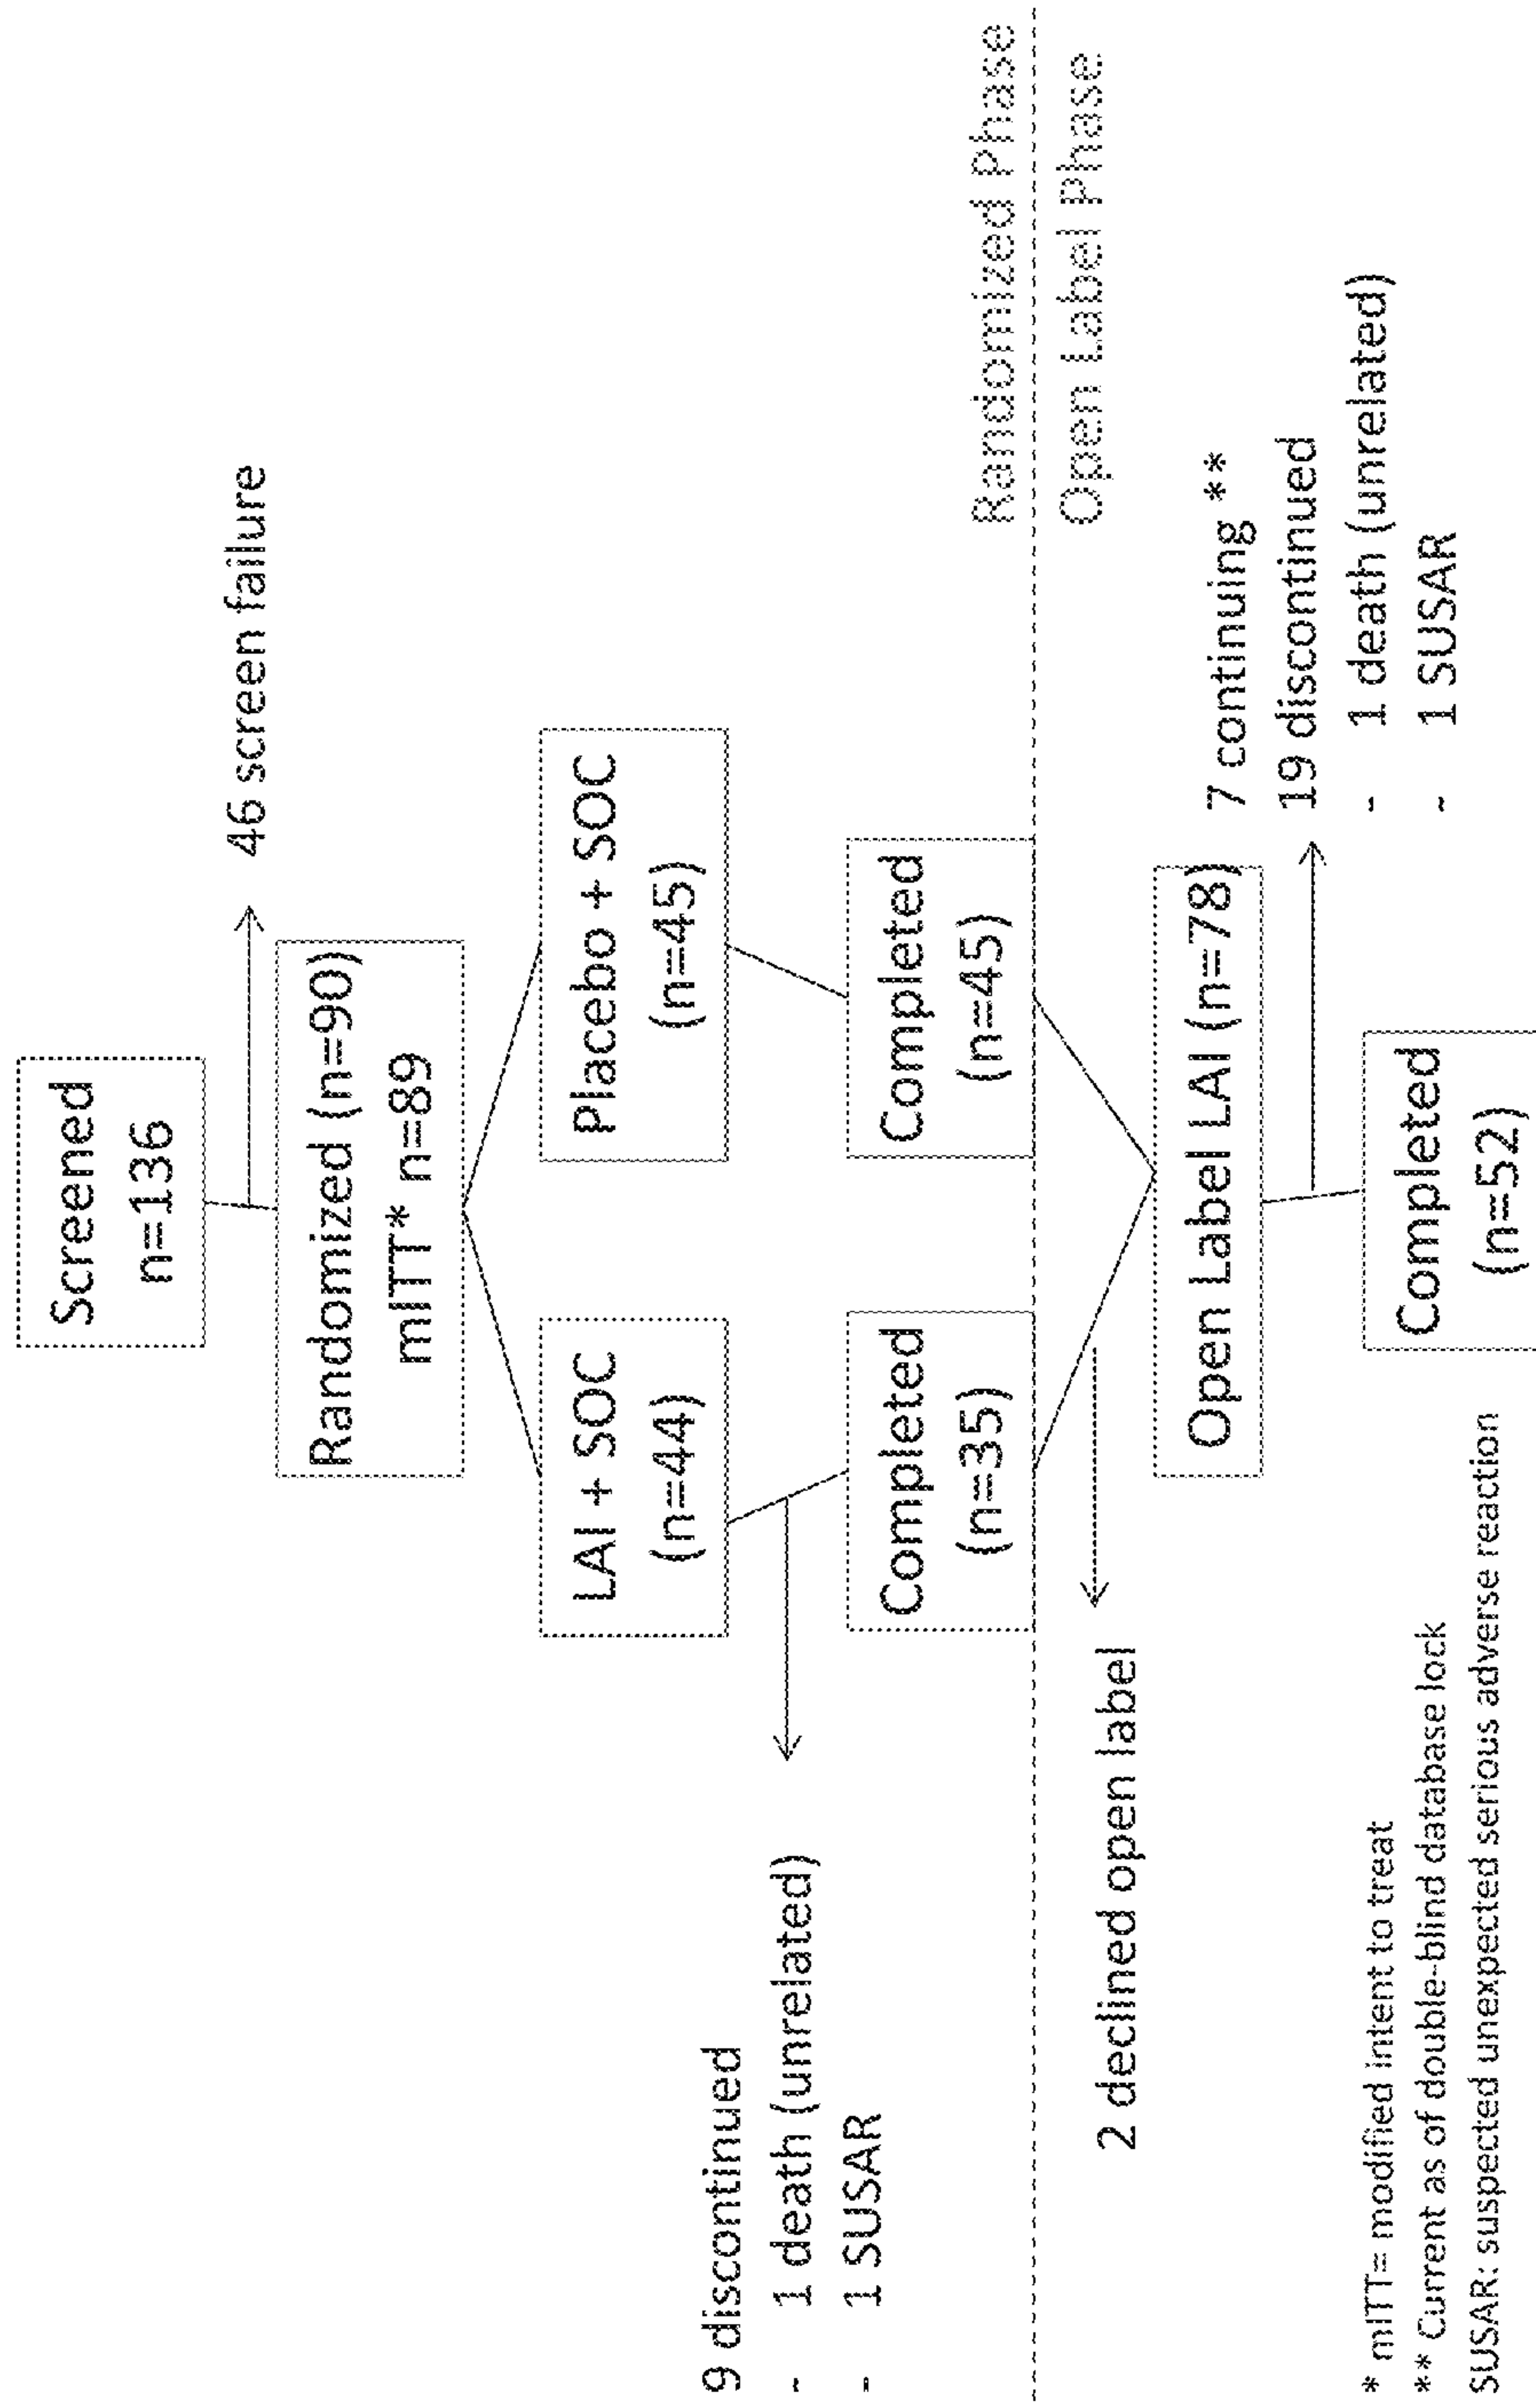 Screened
n=136
46 screen failure
Randomized (n=90)
mITT* n=89
LAI + SOC
(n=44)
Placebo + SOC
(n=45)
9 discontinued
- 1 death (unrelated)
- 1 SUSAR
Completed
(n=35)
Completed
(n=45)
Randomized Phase
Open Label Phase
2 declined open label
Open Label LAI (n=78)
7 continuing **
19 discontinued
- 1 death (unrelated)
- 1 SUSAR
Completed
(n=52)
* mITT= modified intent to treat
** Current as of double-blind database lock
SUSAR: suspected unexpected serious adverse reaction